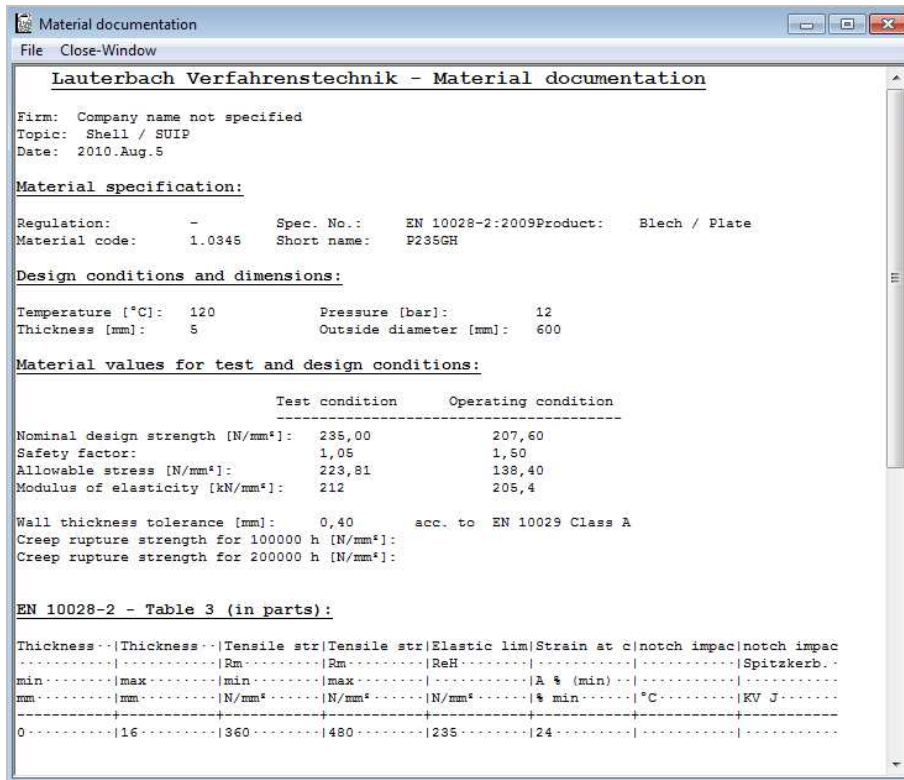 Material documentation
File Close-Window
Lauterbach Verfahrenstechnik - Material documentation
Firm: Company name not specified
Topic: Shell / SUIP
Date: 2010.Aug.5
Material specification:
Regulation: - Spec. No.: EN 10028-2:2009Product: Blech / Plate
Material code: 1.0345 Short name: P235GH
Design conditions and dimensions:
Temperature [°C]: 120 Pressure [bar]: 12
Thickness [mm]: 5 Outside diameter [mm]: 600
Material values for test and design conditions:
Test condition Operating condition
------------------------------------------
Nominal design strength [N/mm²]: 235,00 207,60
Safety factor: 1,05 1,50
Allowable stress [N/mm²]: 223,81 138,40
Modulus of elasticity [kN/mm²]: 212 205,4
Wall thickness tolerance [mm]: 0,40 acc. to EN 10029 Class A
Creep rupture strength for 100000 h [N/mm²]:
Creep rupture strength for 200000 h [N/mm²]:
EN 10028-2 - Table 3 (in parts):
Thickness··|Thickness··|Tensile str|Tensile str|Elastic lim|Strain at c|notch impac|notch impac
···········|···········|Rm·········|Rm·········|ReH········|···········|···········|Spitzkerb.·
min········|max········|min········|max········|···········|A % (min)··|···········|···········
mm·········|mm·········|N/mm²······|N/mm²······|N/mm²······|% min······|°C·········|KV J·······
-----------+-----------+-----------+-----------+-----------+-----------+-----------+-----------
0··········|16·········|360········|480········|235········|24·········|···········|···········